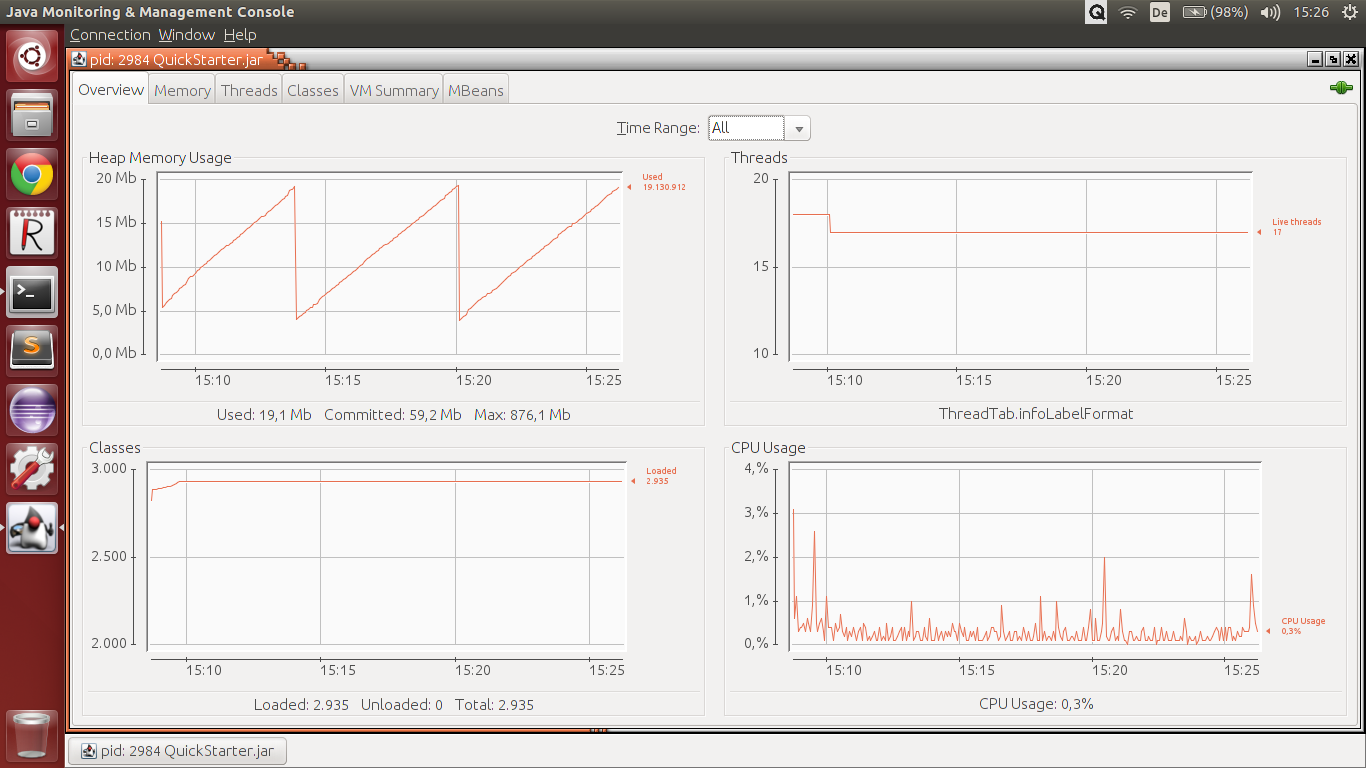 Java Monitoring & Management Console
De
(98%)
15:26
Connection Window Help
pid: 2984 QuickStarter.jar
Overview Memory Threads Classes VM Summary MBeans
Time Range: All
Heap Memory Usage
20 Mb
15 Mb
10 Mb
5,0 Mb
0,0 Mb
Used
19.130.912
15:10 15:15 15:20 15:25
Used: 19,1 Mb Committed: 59,2 Mb Max: 876,1 Mb
Threads
20
15
10
Live threads
17
15:10 15:15 15:20 15:25
ThreadTab.infoLabelFormat
Classes
3.000
2.500
2.000
Loaded
2.935
15:10 15:15 15:20 15:25
Loaded: 2.935 Unloaded: 0 Total: 2.935
CPU Usage
4,%
2,%
1,%
0,%
CPU Usage
0,3%
15:10 15:15 15:20 15:25
CPU Usage: 0,3%
pid: 2984 QuickStarter.jar